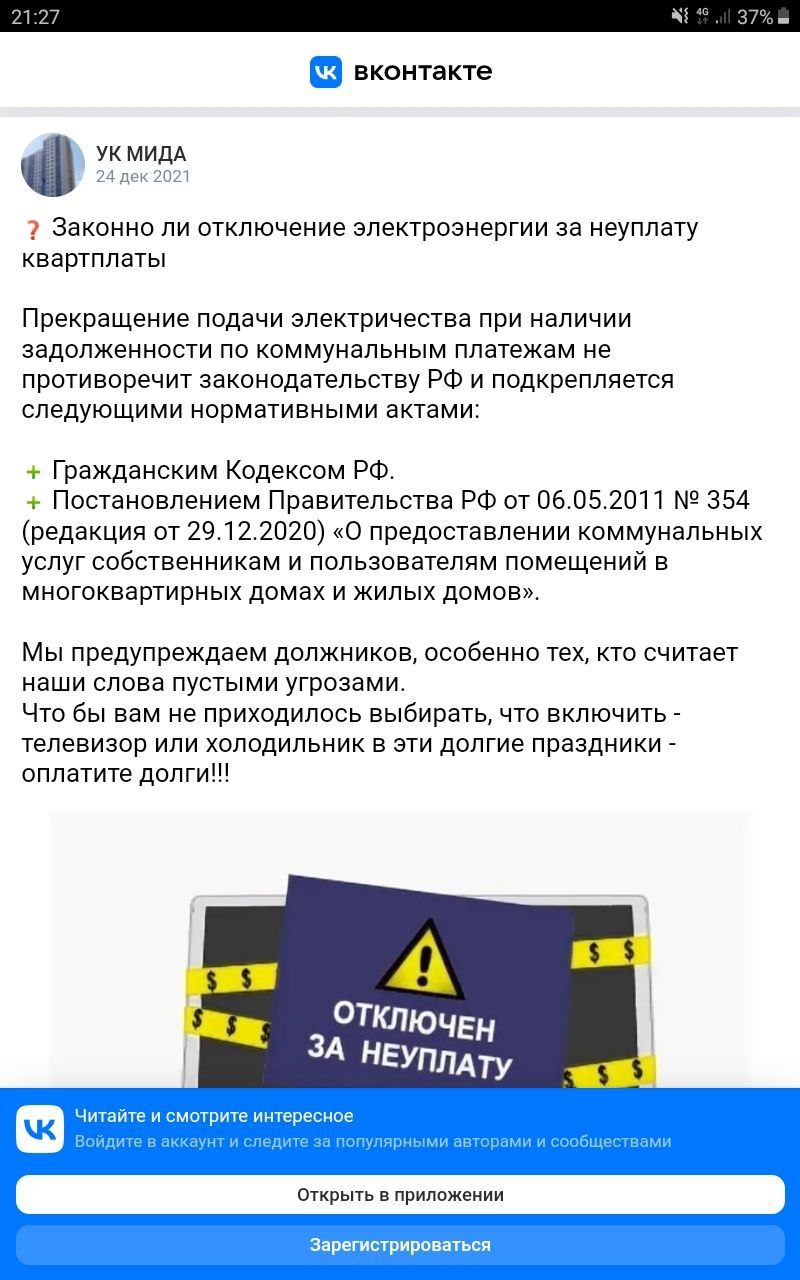 21:27
4G
37%
вконтакте
УК МИДА
24 дек 2021
❓ Законно ли отключение электроэнергии за неуплату
квартплаты
Прекращение подачи электричества при наличии
задолженности по коммунальным платежам не
противоречит законодательству РФ и подкрепляется
следующими нормативными актами:
+ Гражданским Кодексом РФ.
+ Постановлением Правительства РФ от 06.05.2011 № 354
(редакция от 29.12.2020) «О предоставлении коммунальных
услуг собственникам и пользователям помещений в
многоквартирных домах и жилых домов».
Мы предупреждаем должников, особенно тех, кто считает
наши слова пустыми угрозами.
Что бы вам не приходилось выбирать, что включить -
телевизор или холодильник в эти долгие праздники -
оплатите долги!!!
$ $
$ $
$ $ $
ОТКЛЮЧЕН
ЗА НЕУПЛАТУ
$ $ $
Читайте и смотрите интересное
Войдите в аккаунт и следите за популярными авторами и сообществами
Открыть в приложении
Зарегистрироваться